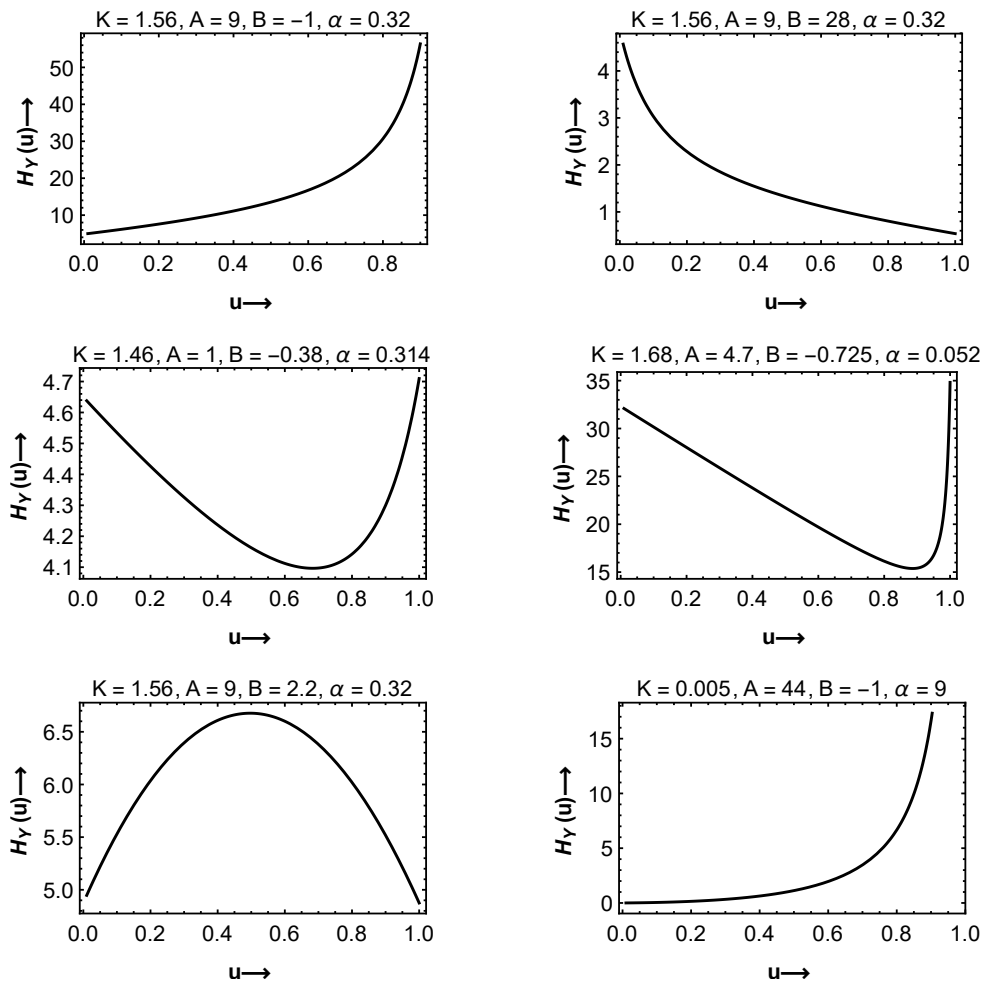 K = 1.56, A = 9, B = −1, α = 0.32
H_Y (u)⟶
50
40
30
20
10
0.0 0.2 0.4 0.6 0.8
u⟶
K = 1.56, A = 9, B = 28, α = 0.32
H_Y (u)⟶
4
3
2
1
0.0 0.2 0.4 0.6 0.8 1.0
u⟶
K = 1.46, A = 1, B = −0.38, α = 0.314
H_Y (u)⟶
4.7
4.6
4.5
4.4
4.3
4.2
4.1
0.0 0.2 0.4 0.6 0.8 1.0
u⟶
K = 1.68, A = 4.7, B = −0.725, α = 0.052
H_Y (u)⟶
35
30
25
20
15
0.0 0.2 0.4 0.6 0.8 1.0
u⟶
K = 1.56, A = 9, B = 2.2, α = 0.32
H_Y (u)⟶
6.5
6.0
5.5
5.0
0.0 0.2 0.4 0.6 0.8 1.0
u⟶
K = 0.005, A = 44, B = −1, α = 9
H_Y (u)⟶
15
10
5
0
0.0 0.2 0.4 0.6 0.8 1.0
u⟶